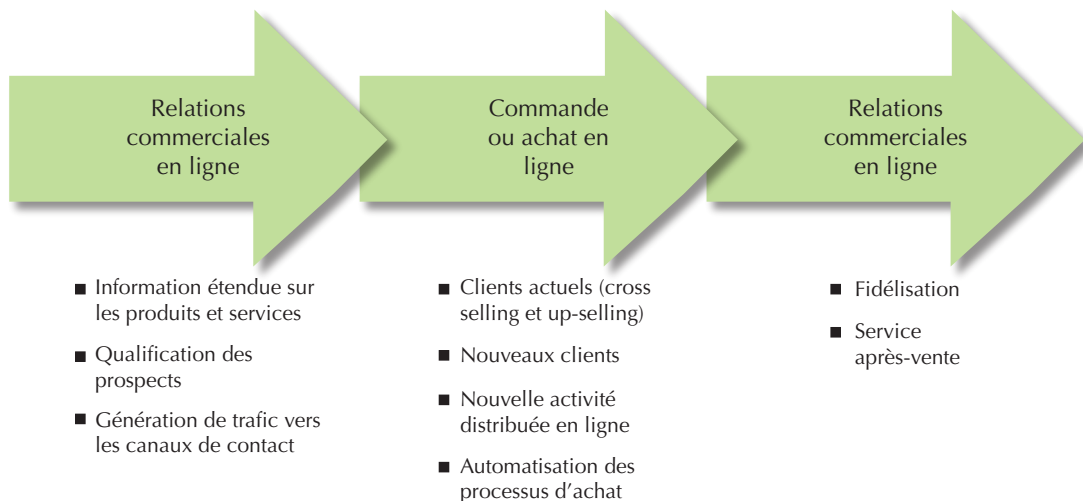 Relations
commerciales
en ligne
Commande
ou achat en
ligne
Relations
commerciales
en ligne
■ Information étendue sur
les produits et services
■ Qualification des
prospects
■ Génération de trafic vers
les canaux de contact
■ Clients actuels (cross
selling et up-selling)
■ Nouveaux clients
■ Nouvelle activité
distribuée en ligne
■ Automatisation des
processus d’achat
■ Fidélisation
■ Service
après-vente